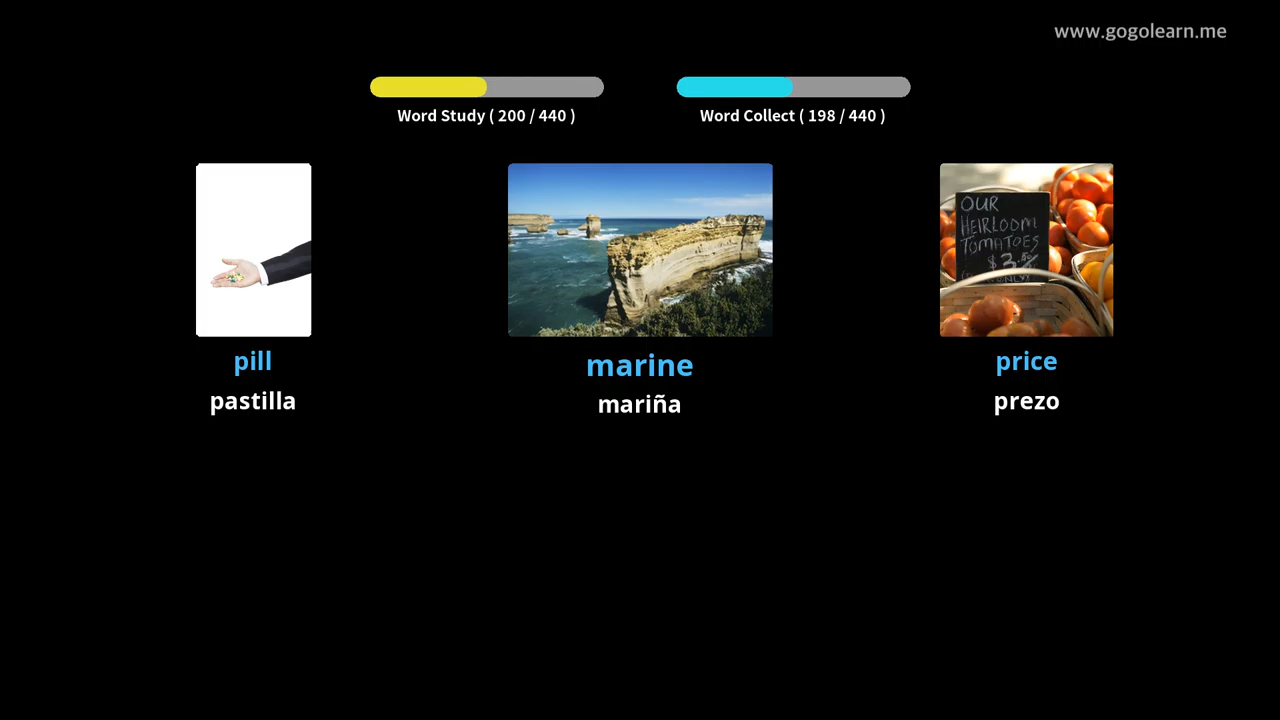 www.gogolearn.me
Word Study ( 200 / 440 )
Word Collect ( 198 / 440 )
OUR
HEIRLOOM
TOMATOES
pill
marine
price
pastilla
mariña
prezo